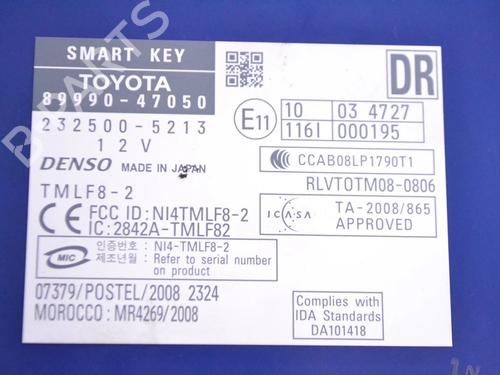 SMART KEY
TOYOTA
89990-47050
232500-5213
12V
DENSO MADE IN JAPAN
TMLF8-2
CE FCC ID:NI4TMLF8-2
IC:2842A-TMLF82
MIC 인증번호: NI4-TMLF8-2
제조년월: Refer to serial number
on product
07379/POSTEL/2008 2324
MOROCCO: MR4269/2008
DR
E11 10 03 4727
116I 000195
CCAB08LP1790T1
RLVTOTM08-0806
ICASA TA-2008/865
APPROVED
Complies with
IDA Standards
DA101418